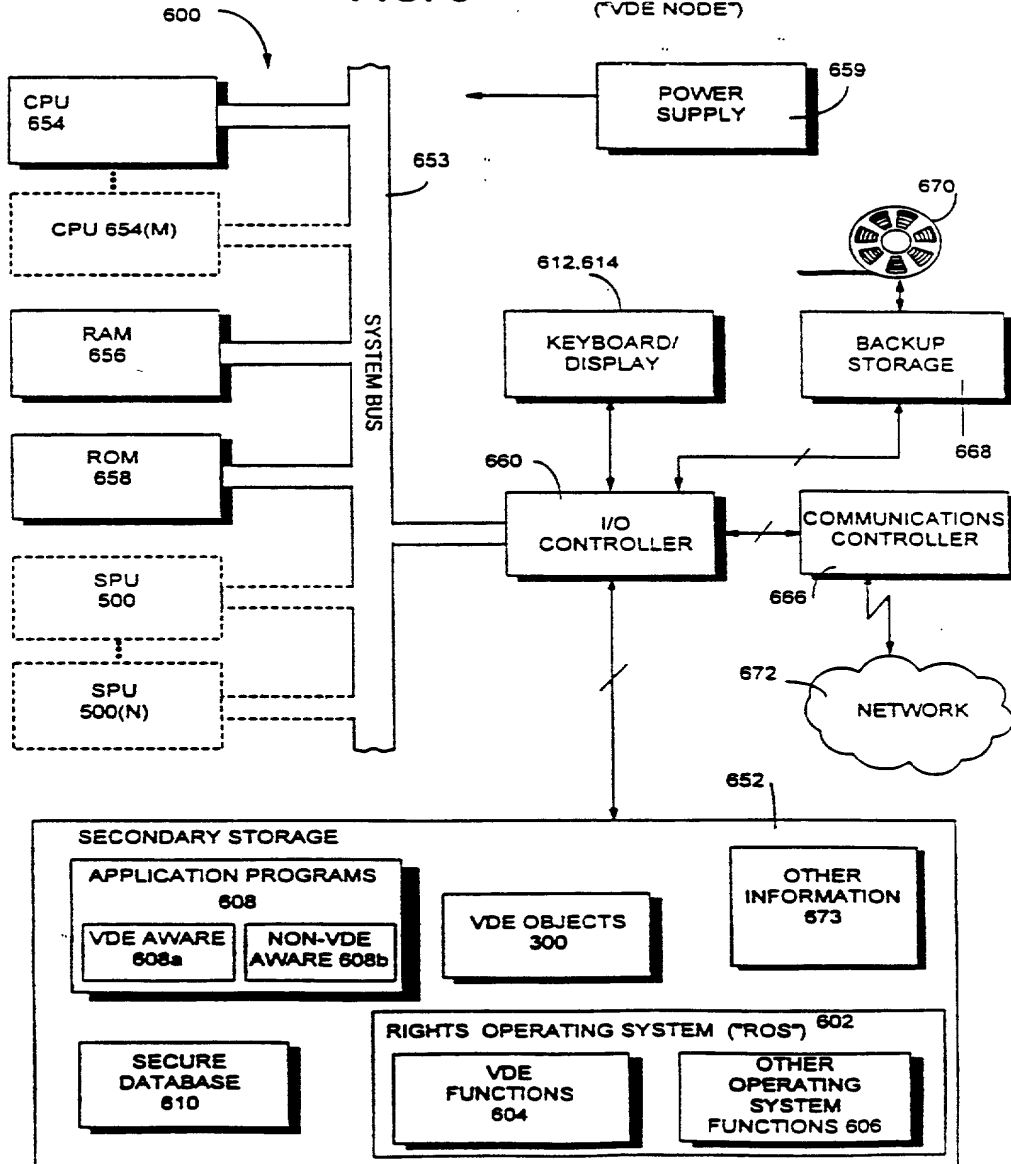 ("VDE NODE")
600
CPU
654
CPU 654(M)
RAM
656
ROM
658
SPU
500
SPU
500(N)
SYSTEM BUS
653
POWER
SUPPLY
659
670
612,614
KEYBOARD/
DISPLAY
BACKUP
STORAGE
668
660
I/O
CONTROLLER
COMMUNICATIONS
CONTROLLER
666
672
NETWORK
652
SECONDARY STORAGE
APPLICATION PROGRAMS
608
VDE AWARE
608a
NON-VDE
AWARE 608b
VDE OBJECTS
300
OTHER
INFORMATION
673
SECURE
DATABASE
610
RIGHTS OPERATING SYSTEM ("ROS") 602
VDE
FUNCTIONS
604
OTHER
OPERATING
SYSTEM
FUNCTIONS 606